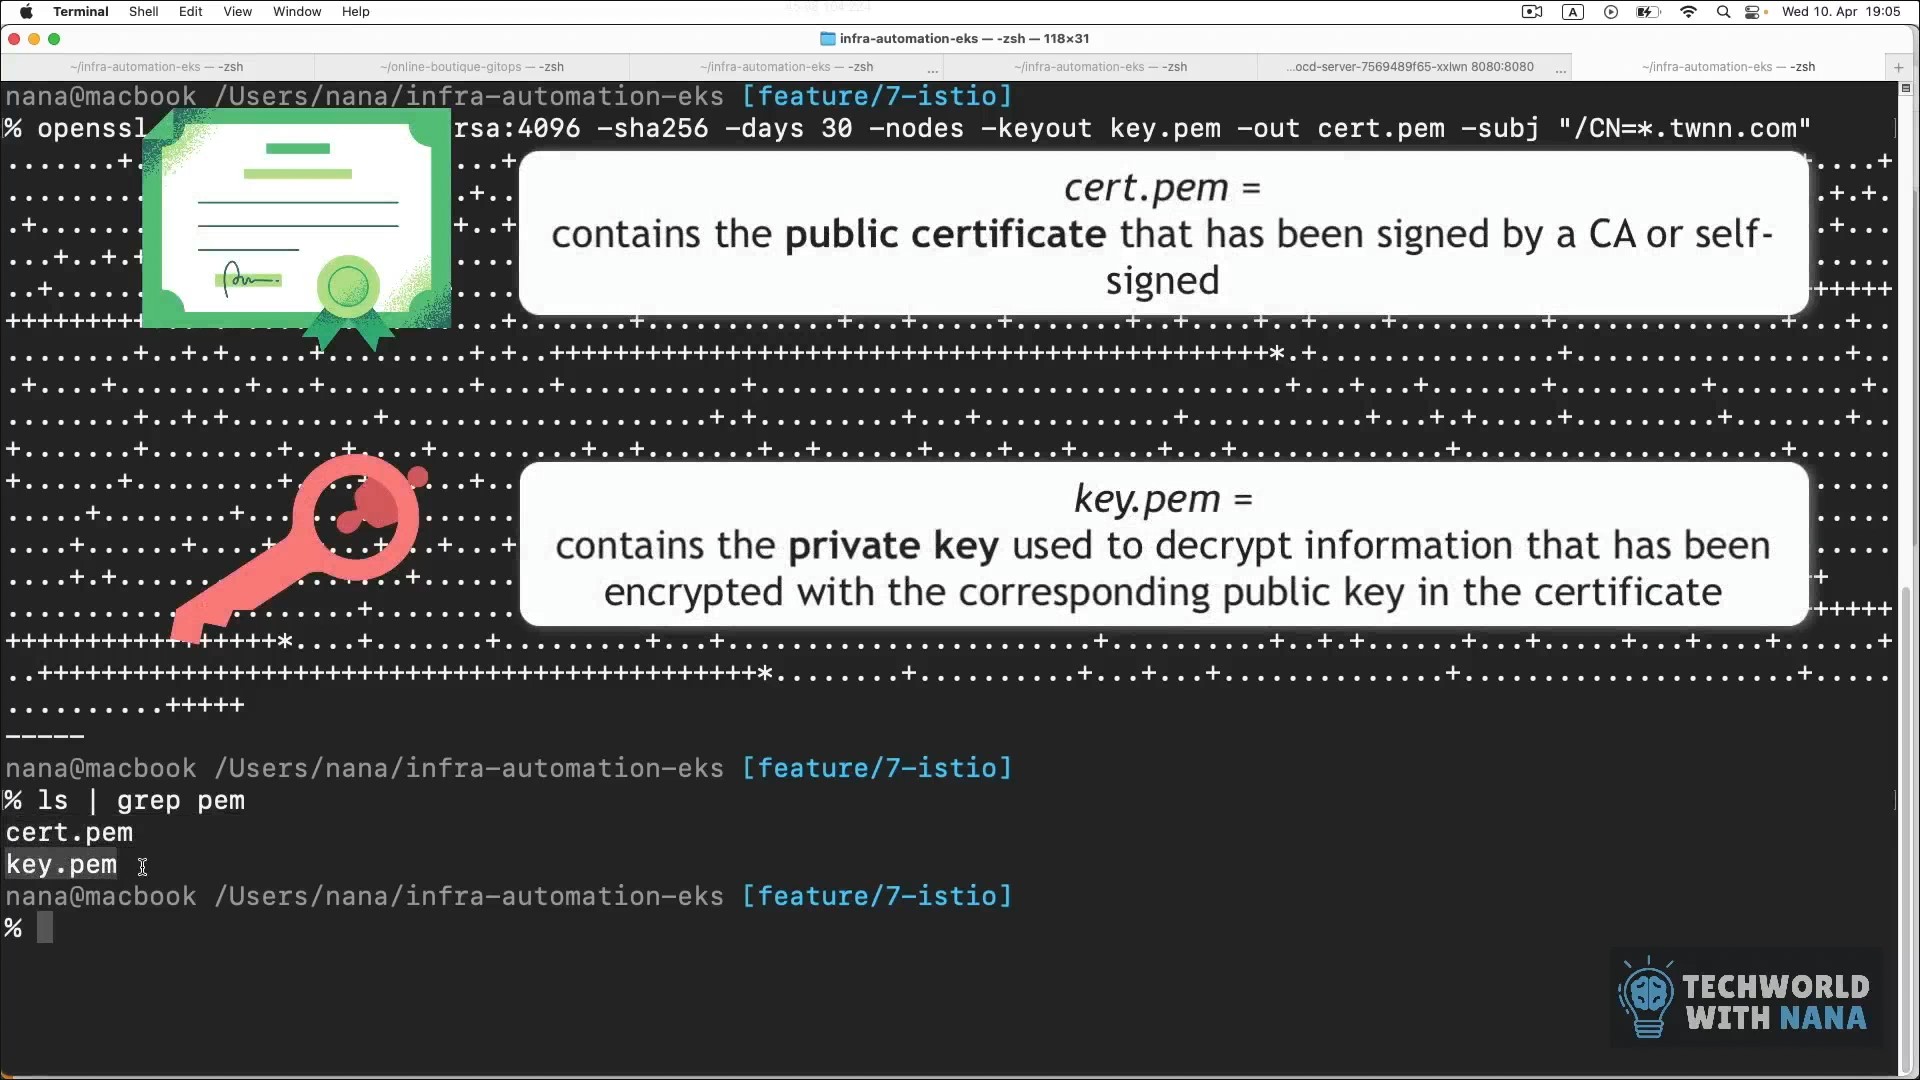 Terminal Shell Edit View Window Help
A
Wed 10. Apr 19:05
infra-automation-eks — -zsh — 118×31
~/infra-automation-eks — -zsh
~/online-boutique-gitops — -zsh
~/infra-automation-eks — -zsh ...
~/infra-automation-eks — -zsh
...ocd-server-7569489f65-xxlwn 8080:8080 ...
~/infra-automation-eks — -zsh
nana@macbook /Users/nana/infra-automation-eks [feature/7-istio]
% openssl rsa:4096 -sha256 -days 30 -nodes -keyout key.pem -out cert.pem -subj "/CN=*.twnn.com"
cert.pem =
contains the public certificate that has been signed by a CA or self-
signed
key.pem =
contains the private key used to decrypt information that has been
encrypted with the corresponding public key in the certificate
..........+++++
-----
nana@macbook /Users/nana/infra-automation-eks [feature/7-istio]
% ls | grep pem
cert.pem
key.pem
nana@macbook /Users/nana/infra-automation-eks [feature/7-istio]
%
TECHWORLD
WITH NANA